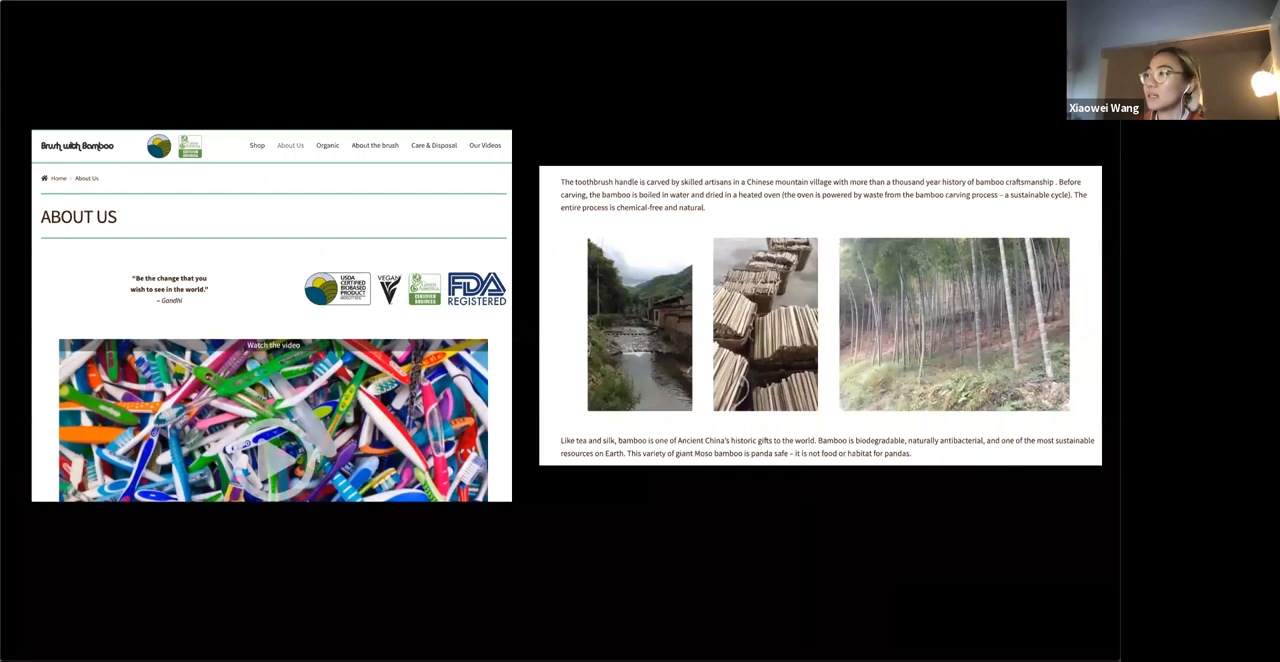 Xiaowei Wang
Brush with Bamboo
Shop
About Us
Organic
About the brush
Care & Disposal
Our Videos
Home › About Us
ABOUT US
“Be the change that you
wish to see in the world.”
– Gandhi
USDA
CERTIFIED
BIOBASED
PRODUCT
VEGAN
CERTIFIED
BUSINESS
FDA
REGISTERED
Watch the video
The toothbrush handle is carved by skilled artisans in a Chinese mountain village with more than a thousand year history of bamboo craftsmanship . Before
carving, the bamboo is boiled in water and dried in a heated oven (the oven is powered by waste from the bamboo carving process – a sustainable cycle). The
entire process is chemical-free and natural.
Like tea and silk, bamboo is one of Ancient China's historic gifts to the world. Bamboo is biodegradable, naturally antibacterial, and one of the most sustainable
resources on Earth. This variety of giant Moso bamboo is panda safe – it is not food or habitat for pandas.